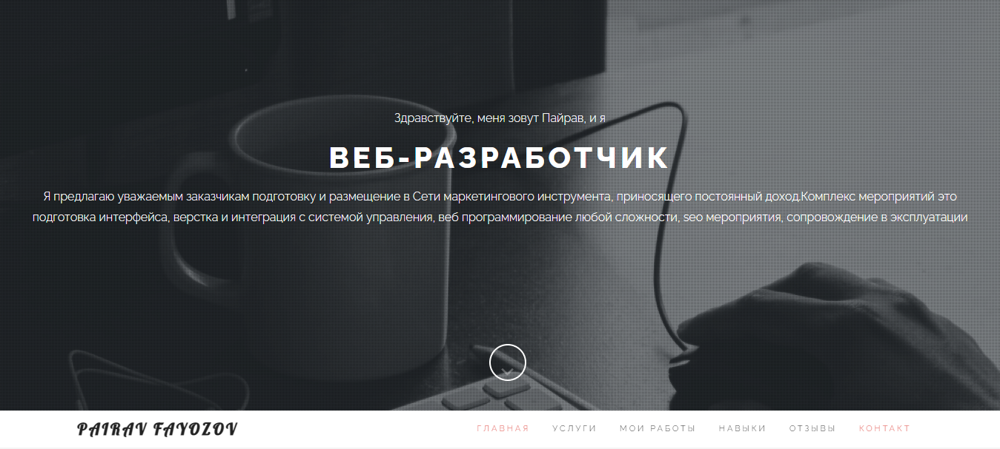 Здравствуйте, меня зовут Пайрав, и я
ВЕБ-РАЗРАБОТЧИК
Я предлагаю уважаемым заказчикам подготовку и размещение в Сети маркетингового инструмента, приносящего постоянный доход.Комплекс мероприятий это
подготовка интерфейса, верстка и интеграция с системой управления, веб программирование любой сложности, seo мероприятия, сопровождение в эксплуатации
PAIRAV FAYOZOV
ГЛАВНАЯ УСЛУГИ МОИ РАБОТЫ НАВЫКИ ОТЗЫВЫ КОНТАКТ